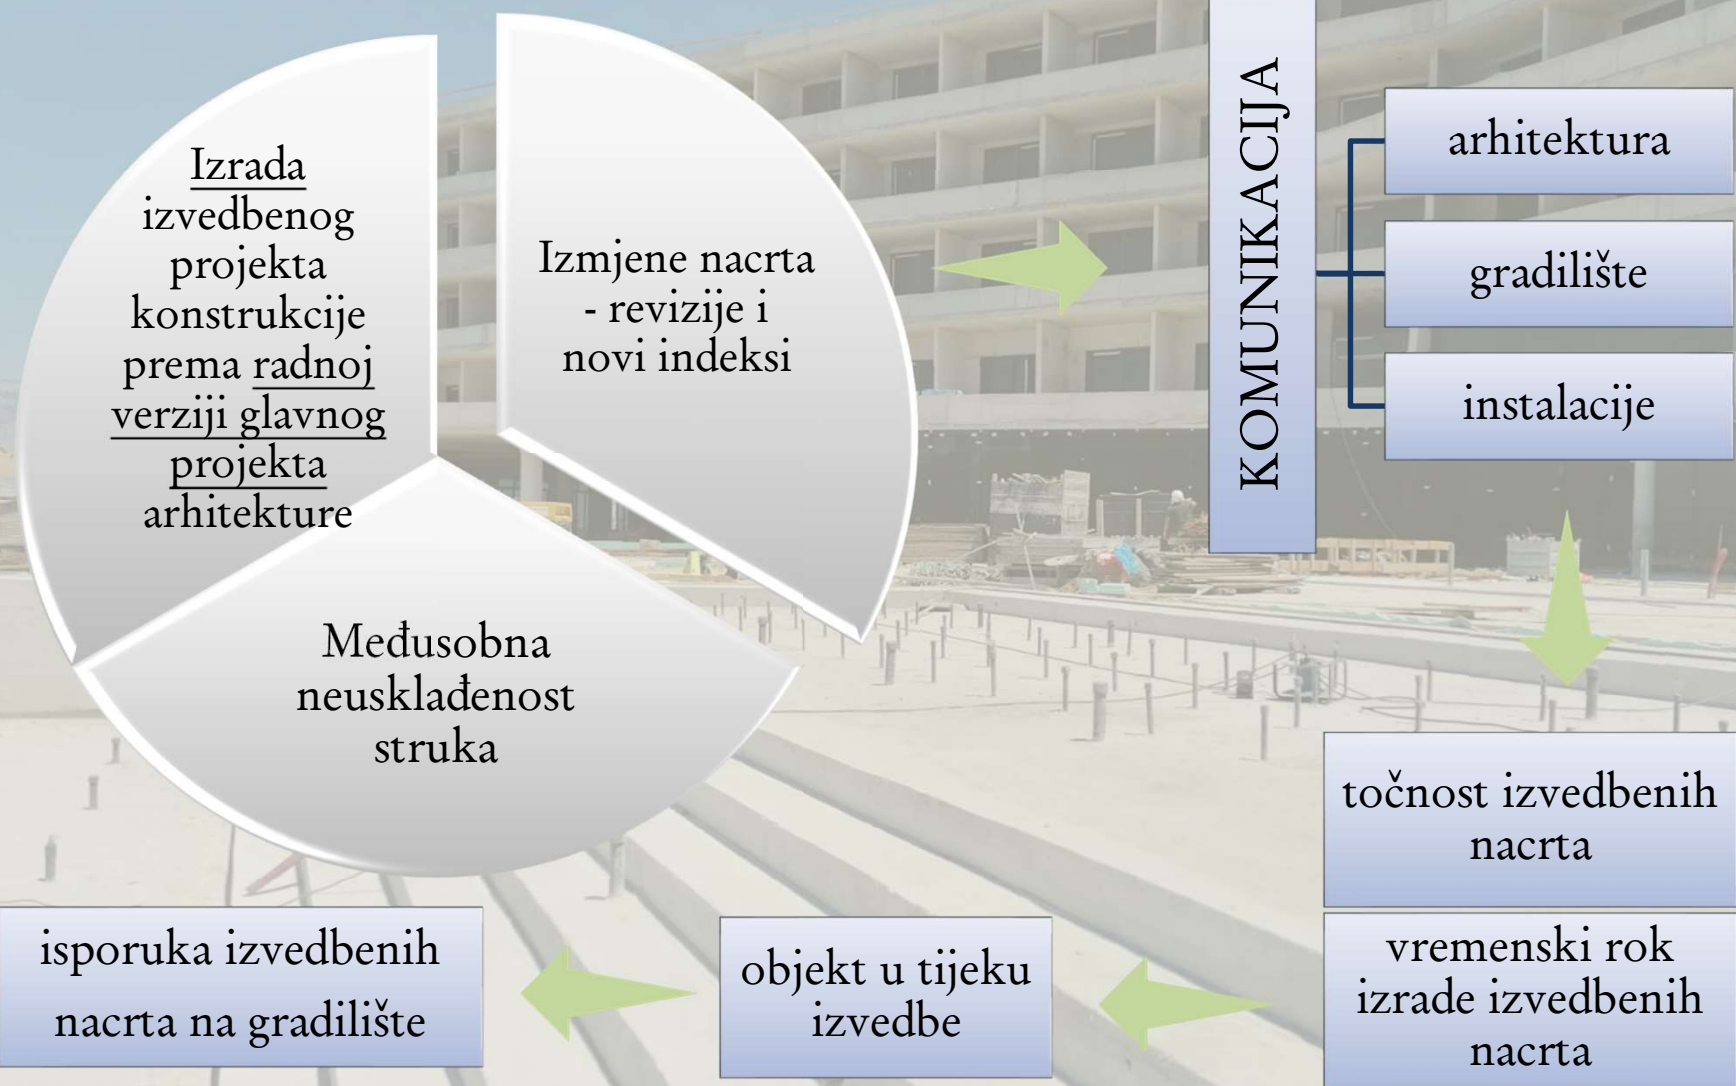 Izrada
izvedbenog
projekta
konstrukcije
prema radnoj
verziji glavnog
projekta
arhitekture
Izmjene nacrta
- revizije i
novi indeksi
Međusobna
neusklađenost
struka
KOMUNIKACIJA
arhitektura
gradilište
instalacije
točnost izvedbenih
nacrta
vremenski rok
izrade izvedbenih
nacrta
objekt u tijeku
izvedbe
isporuka izvedbenih
nacrta na gradilište